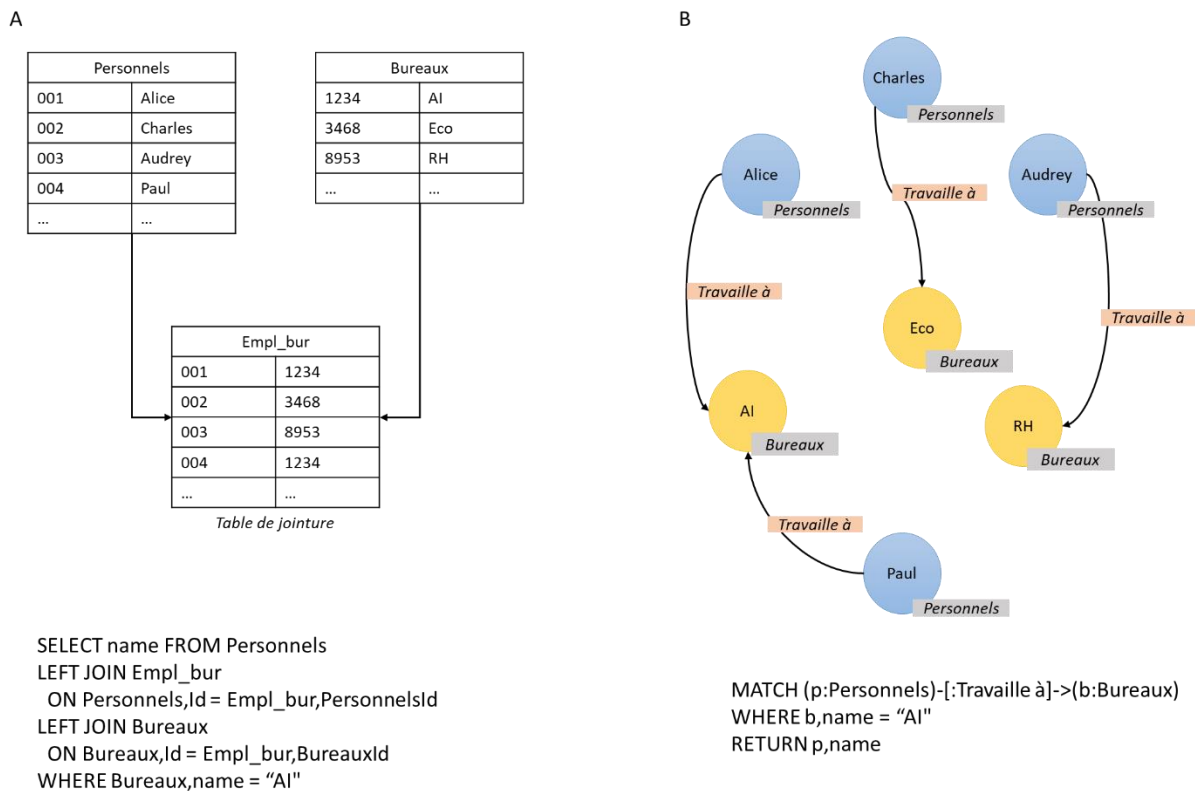 A
Personnels
001 Alice
002 Charles
003 Audrey
004 Paul
... ...
Bureaux
1234 AI
3468 Eco
8953 RH
... ...
Empl_bur
001 1234
002 3468
003 8953
004 1234
... ...
Table de jointure
SELECT name FROM Personnels
LEFT JOIN Empl_bur
ON Personnels,Id = Empl_bur,PersonnelsId
LEFT JOIN Bureaux
ON Bureaux,Id = Empl_bur,BureauxId
WHERE Bureaux,name = “AI"
B
Charles
Personnels
Alice
Personnels
Audrey
Personnels
Travaille à
Travaille à
Travaille à
Eco
Bureaux
AI
Bureaux
RH
Bureaux
Travaille à
Paul
Personnels
MATCH (p:Personnels)-[:Travaille à]->(b:Bureaux)
WHERE b,name = “AI"
RETURN p,name